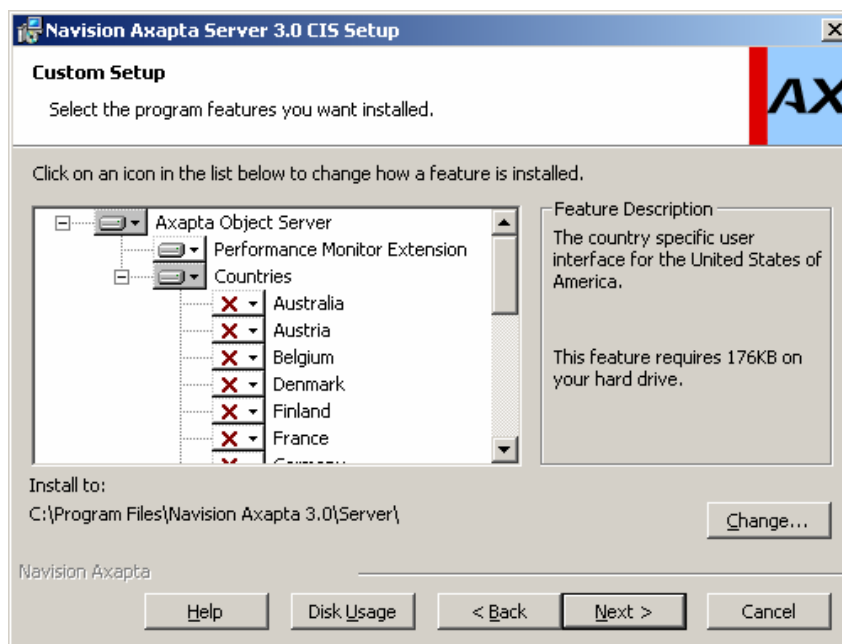 Navision Axapta Server 3.0 CIS Setup
Custom Setup
Select the program features you want installed.
AX
Click on an icon in the list below to change how a feature is installed.
Axapta Object Server
Performance Monitor Extension
Countries
Australia
Austria
Belgium
Denmark
Finland
France
Feature Description
The country specific user
interface for the United States of
America.
This feature requires 176KB on
your hard drive.
Install to:
C:\Program Files\Navision Axapta 3.0\Server\
Change...
Navision Axapta
Help
Disk Usage
< Back
Next >
Cancel